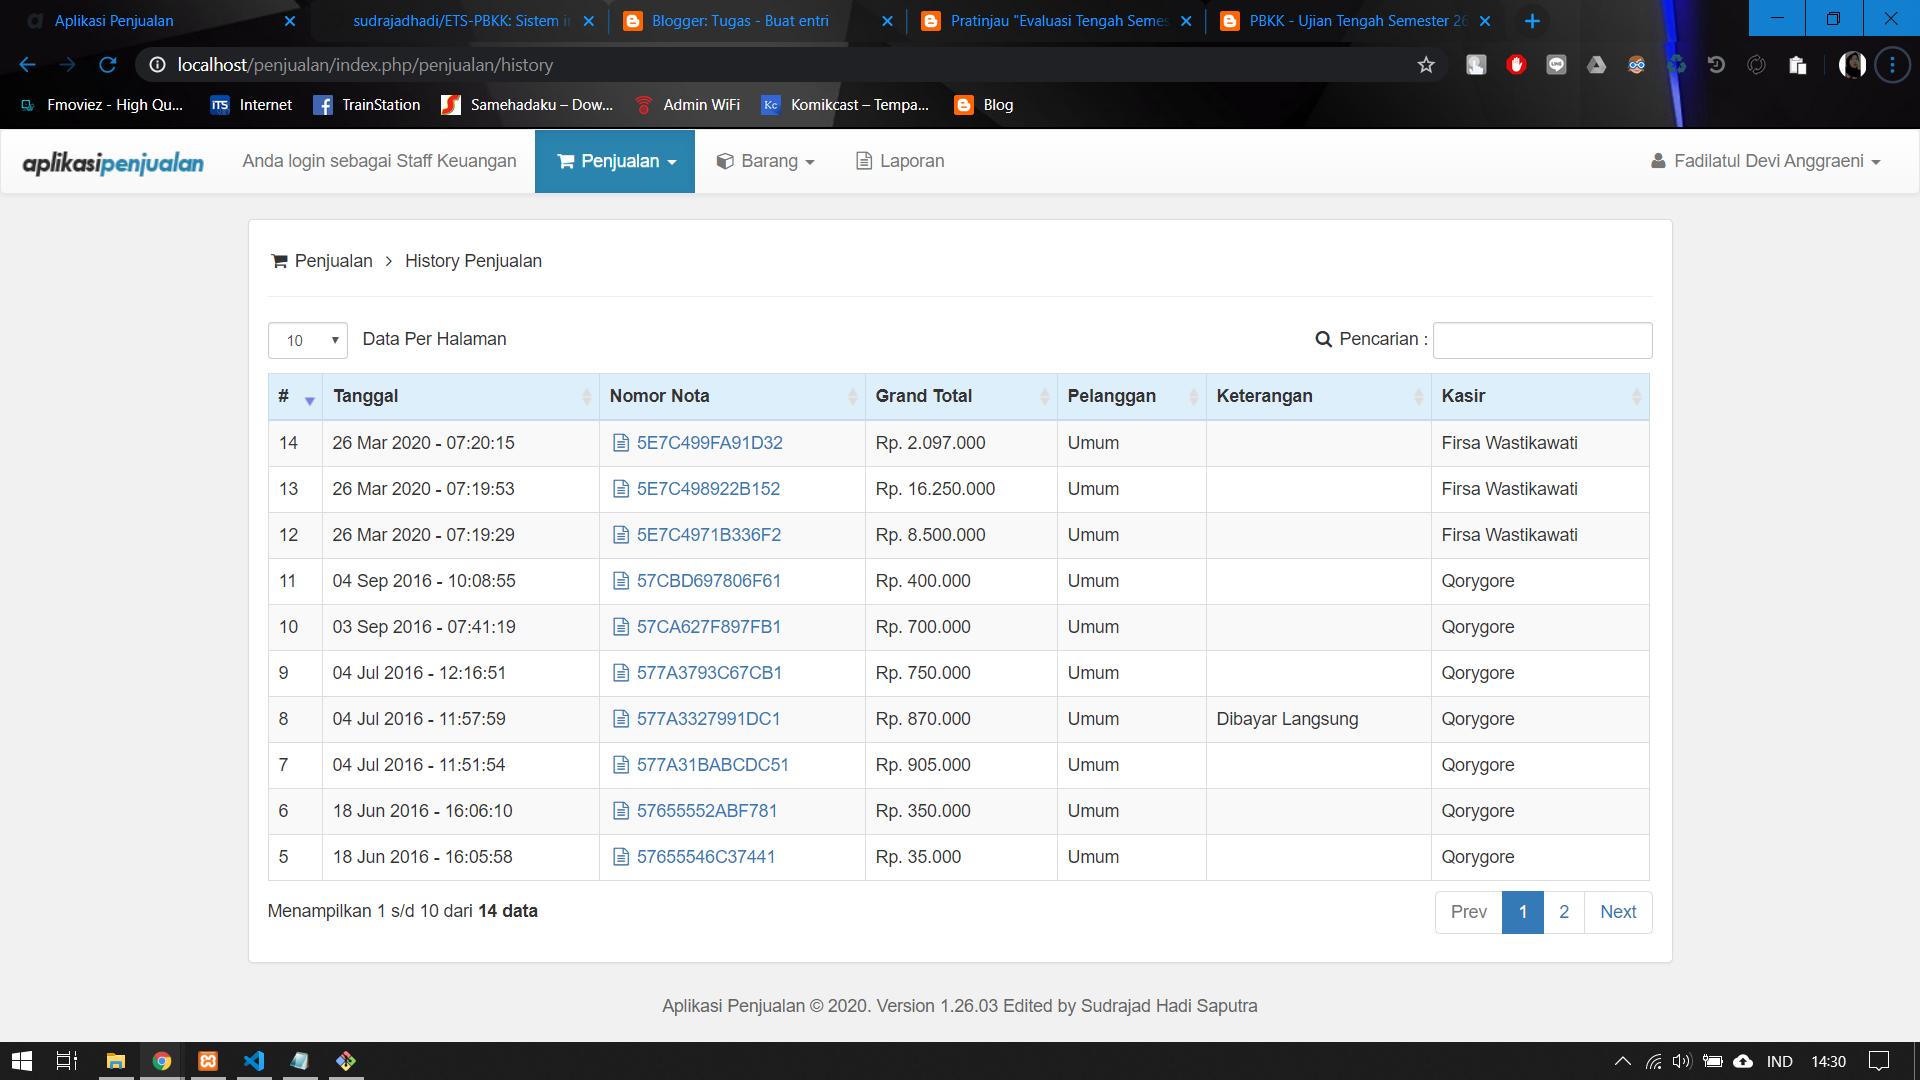 Aplikasi Penjualan
sudrajadhadi/ETS-PBKK: Sistem i
Blogger: Tugas - Buat entri
Pratinjau "Evaluasi Tengah Semes
PBKK - Ujian Tengah Semester 26
localhost/penjualan/index.php/penjualan/history
Fmoviez - High Qu...
ITS Internet
TrainStation
Samehadaku – Dow...
Admin WiFi
Kc Komikcast – Tempa...
Blog
aplikasipenjualan
Anda login sebagai Staff Keuangan
Penjualan
Barang
Laporan
Fadilatul Devi Anggraeni
Penjualan > History Penjualan
10 Data Per Halaman
Pencarian :
# Tanggal Nomor Nota Grand Total Pelanggan Keterangan Kasir
14 26 Mar 2020 - 07:20:15 5E7C499FA91D32 Rp. 2.097.000 Umum Firsa Wastikawati
13 26 Mar 2020 - 07:19:53 5E7C498922B152 Rp. 16.250.000 Umum Firsa Wastikawati
12 26 Mar 2020 - 07:19:29 5E7C4971B336F2 Rp. 8.500.000 Umum Firsa Wastikawati
11 04 Sep 2016 - 10:08:55 57CBD697806F61 Rp. 400.000 Umum Qorygore
10 03 Sep 2016 - 07:41:19 57CA627F897FB1 Rp. 700.000 Umum Qorygore
9 04 Jul 2016 - 12:16:51 577A3793C67CB1 Rp. 750.000 Umum Qorygore
8 04 Jul 2016 - 11:57:59 577A3327991DC1 Rp. 870.000 Umum Dibayar Langsung Qorygore
7 04 Jul 2016 - 11:51:54 577A31BABCDC51 Rp. 905.000 Umum Qorygore
6 18 Jun 2016 - 16:06:10 57655552ABF781 Rp. 350.000 Umum Qorygore
5 18 Jun 2016 - 16:05:58 57655546C37441 Rp. 35.000 Umum Qorygore
Menampilkan 1 s/d 10 dari 14 data
Prev 1 2 Next
Aplikasi Penjualan © 2020. Version 1.26.03 Edited by Sudrajad Hadi Saputra
IND 14:30